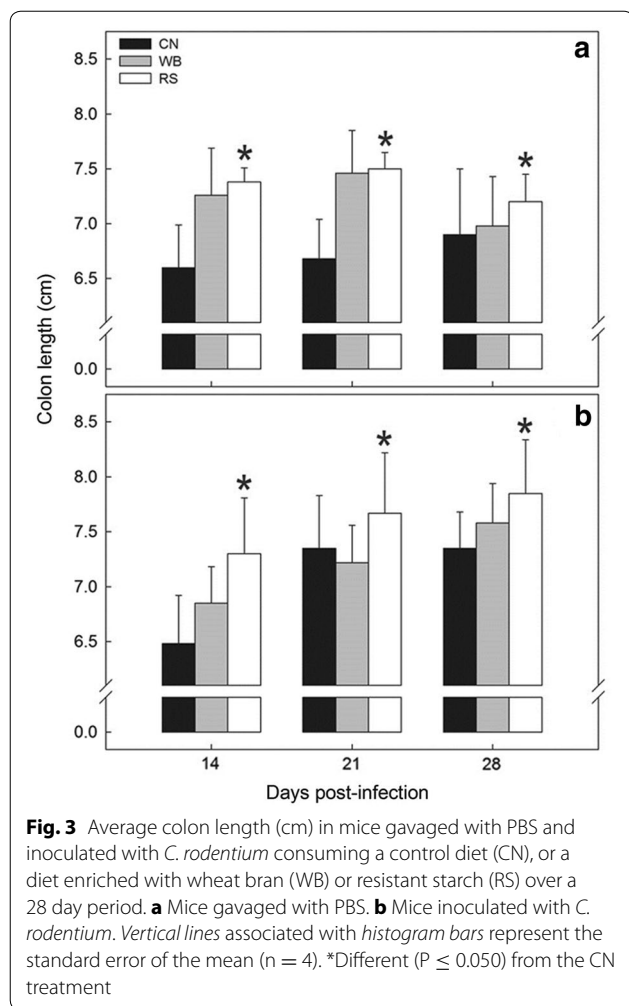 CN
WB
RS
a
8.5
8.0
7.5
7.0
6.5
0.0
* * *
Colon length (cm)
b
8.5
8.0
7.5
7.0
6.5
0.0
* * *
14 21 28
Days post-infection
Fig. 3 Average colon length (cm) in mice gavaged with PBS and
inoculated with C. rodentium consuming a control diet (CN), or a
diet enriched with wheat bran (WB) or resistant starch (RS) over a
28 day period. a Mice gavaged with PBS. b Mice inoculated with C.
rodentium. Vertical lines associated with histogram bars represent the
standard error of the mean (n = 4). *Different (P ≤ 0.050) from the CN
treatment